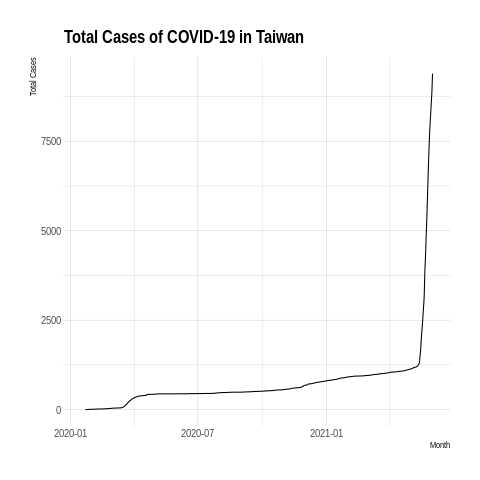 Total Cases of COVID-19 in Taiwan
Total Cases
7500
5000
2500
0
2020-01
2020-07
2021-01
Month